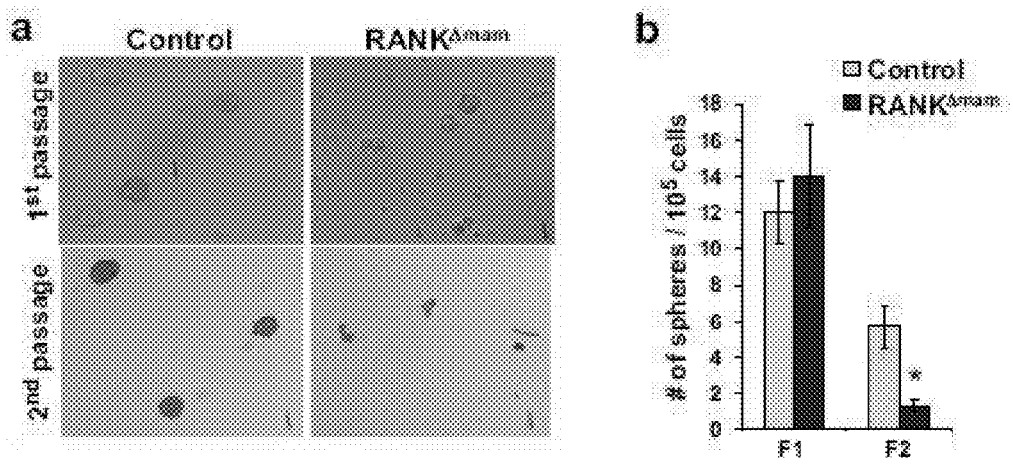 a
Control
RANKΔmam
1st passage
2nd passage
b
Control
RANKΔmam
# of spheres / 10⁵ cells
18
16
14
12
10
8
6
4
2
0
*
F1
F2